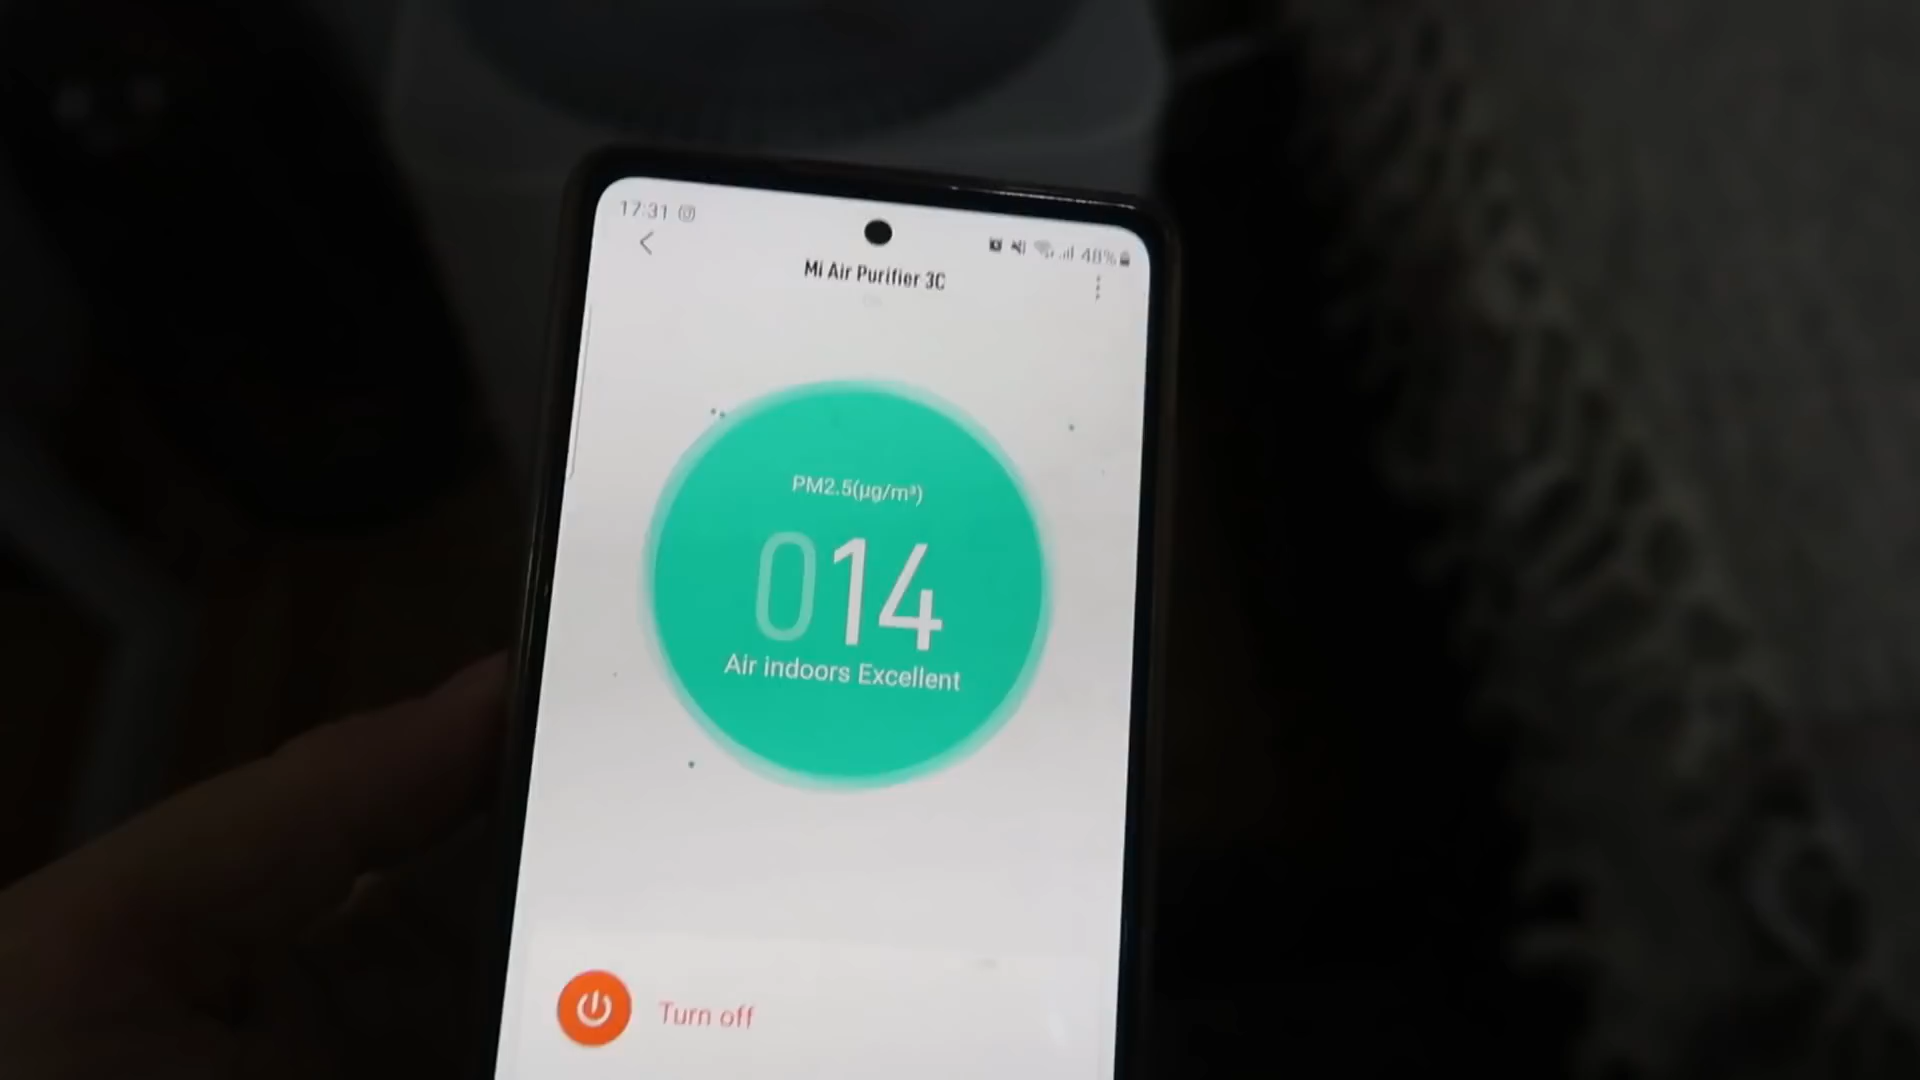 17:31
48%
Mi Air Purifier 3C
PM2.5(µg/m³)
014
Air indoors Excellent
Turn off